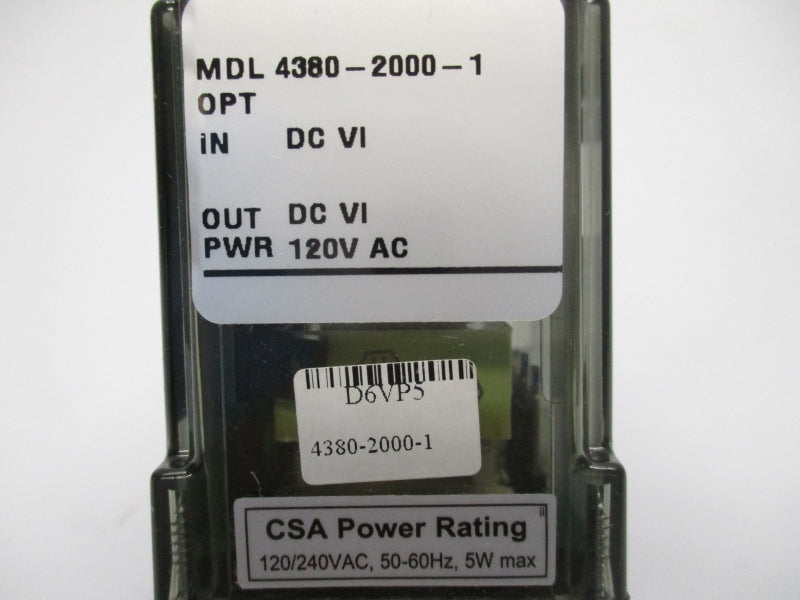 MDL 4380-2000-1
OPT
iN DC VI
OUT DC VI
PWR 120V AC
D6VP5
4380-2000-1
CSA Power Rating
120/240VAC, 50-60Hz, 5W max